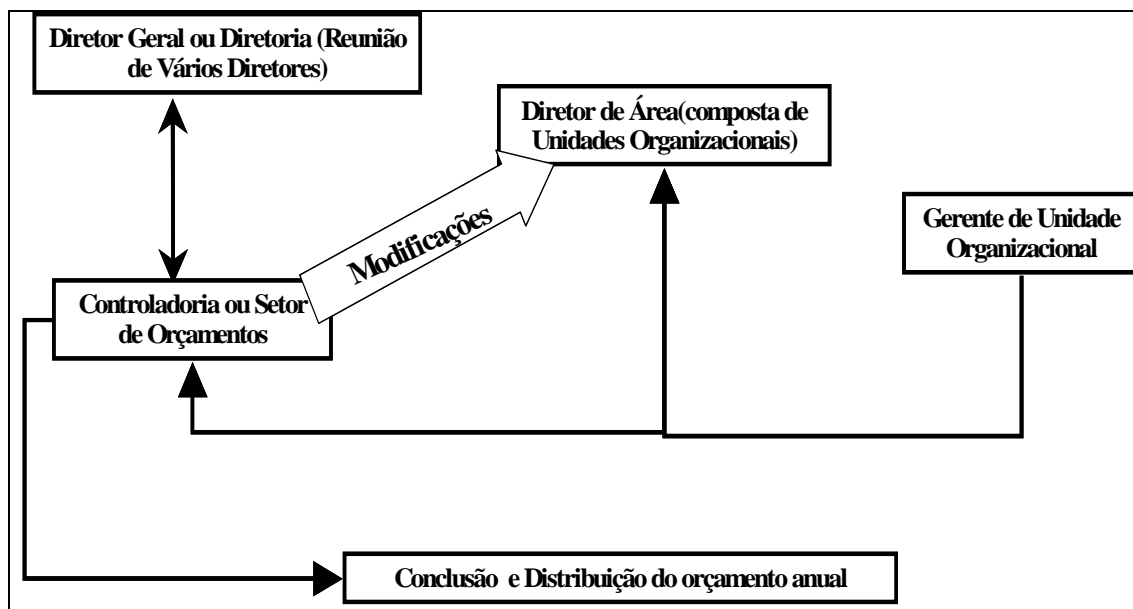 Diretor Geral ou Diretoria (Reunião
de Vários Diretores)
Diretor de Área(composta de
Unidades Organizacionais)
Gerente de Unidade
Organizacional
Modificações
Controladoria ou Setor
de Orçamentos
Conclusão e Distribuição do orçamento anual